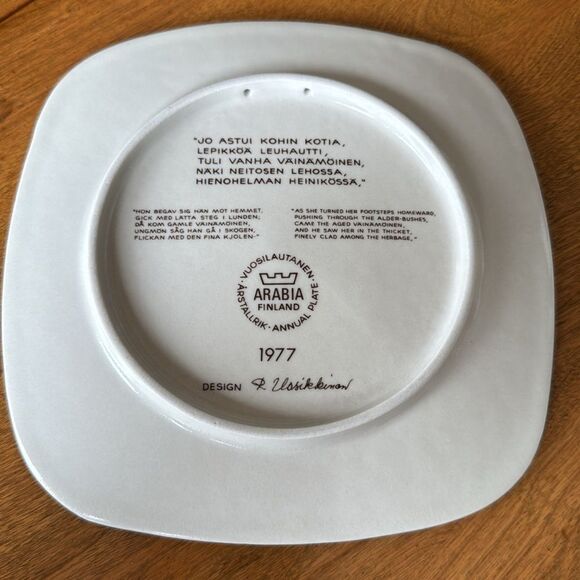 "JO ASTUI KOHIN KOTIA,
LEPIKKÖÄ LEUHAUTTI,
TULI VANHA VÄINÄMÖINEN,
NÄKI NEITOSEN LEHOSSA,
HIENOHELMAN HEINIKÖSSÄ,"
"HON BEGAV SIG HÄN MOT HEMMET,
GICK MED LÄTTA STEG I LUNDEN;
DÅ KOM GAMLE VÄINÄMÖINEN,
UNGMÖN SÅG HAN GÅ I SKOGEN,
FLICKAN MED DEN FINA KJOLEN-"
"AS SHE TURNED HER FOOTSTEPS HOMEWARD,
PUSHING THROUGH THE ALDER-BUSHES,
CAME THE AGED VÄINÄMÖINEN,
AND HE SAW HER IN THE THICKET,
FINELY CLAD AMONG THE HERBAGE,"
·VUOSILAUTANEN·
ARABIA
FINLAND
ÅRSTALLRIK·ANNUAL PLATE·
1977
DESIGN R. Uosikkinen